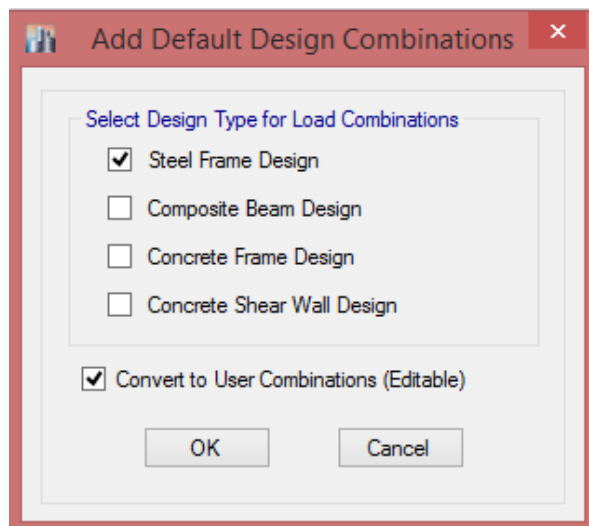 Add Default Design Combinations
Select Design Type for Load Combinations
Steel Frame Design
Composite Beam Design
Concrete Frame Design
Concrete Shear Wall Design
Convert to User Combinations (Editable)
OK Cancel